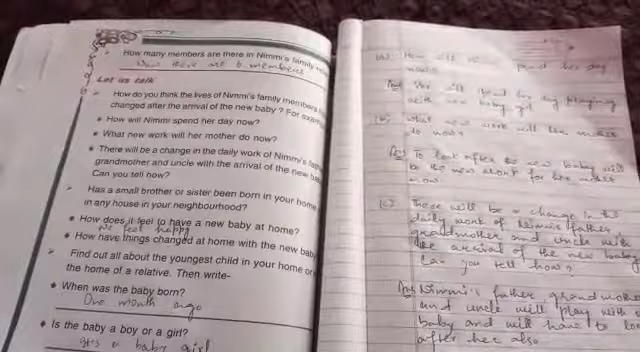 How many members are there in Nimmi's family
Now there are 6 members
Let us talk
How do you think the lives of Nimmi's family members
changed after the arrival of the new baby? For exam
How will Nimmi spend her day now?
What new work will her mother do now?
There will be a change in the daily work of Nimmi's fath
grandmother and uncle with the arrival of the new ba
Can you tell how?
Has a small brother or sister been born in your home
in any house in your neighbourhood?
How does it feel to have a new baby at home?
We feel happy
How have things changed at home with the new bab
Find out all about the youngest child in your home or
the home of a relative. Then write-
When was the baby born?
One month ago
Is the baby a boy or a girl?
It's a baby girl
(a) How will spend her day
now?
Ans She will spend her day playing
with new baby girl
(b) What new work will her mother
do now?
Ans To look after the new baby will
be the new work for her mother
now.
(c) There will be a change in the
daily work of Nimmi's father
grandmother and uncle with
the arrival of the new baby
Can you tell how?
Ans Nimmi's father, grandmoth
and uncle will play with
baby and will have to loo
after her also